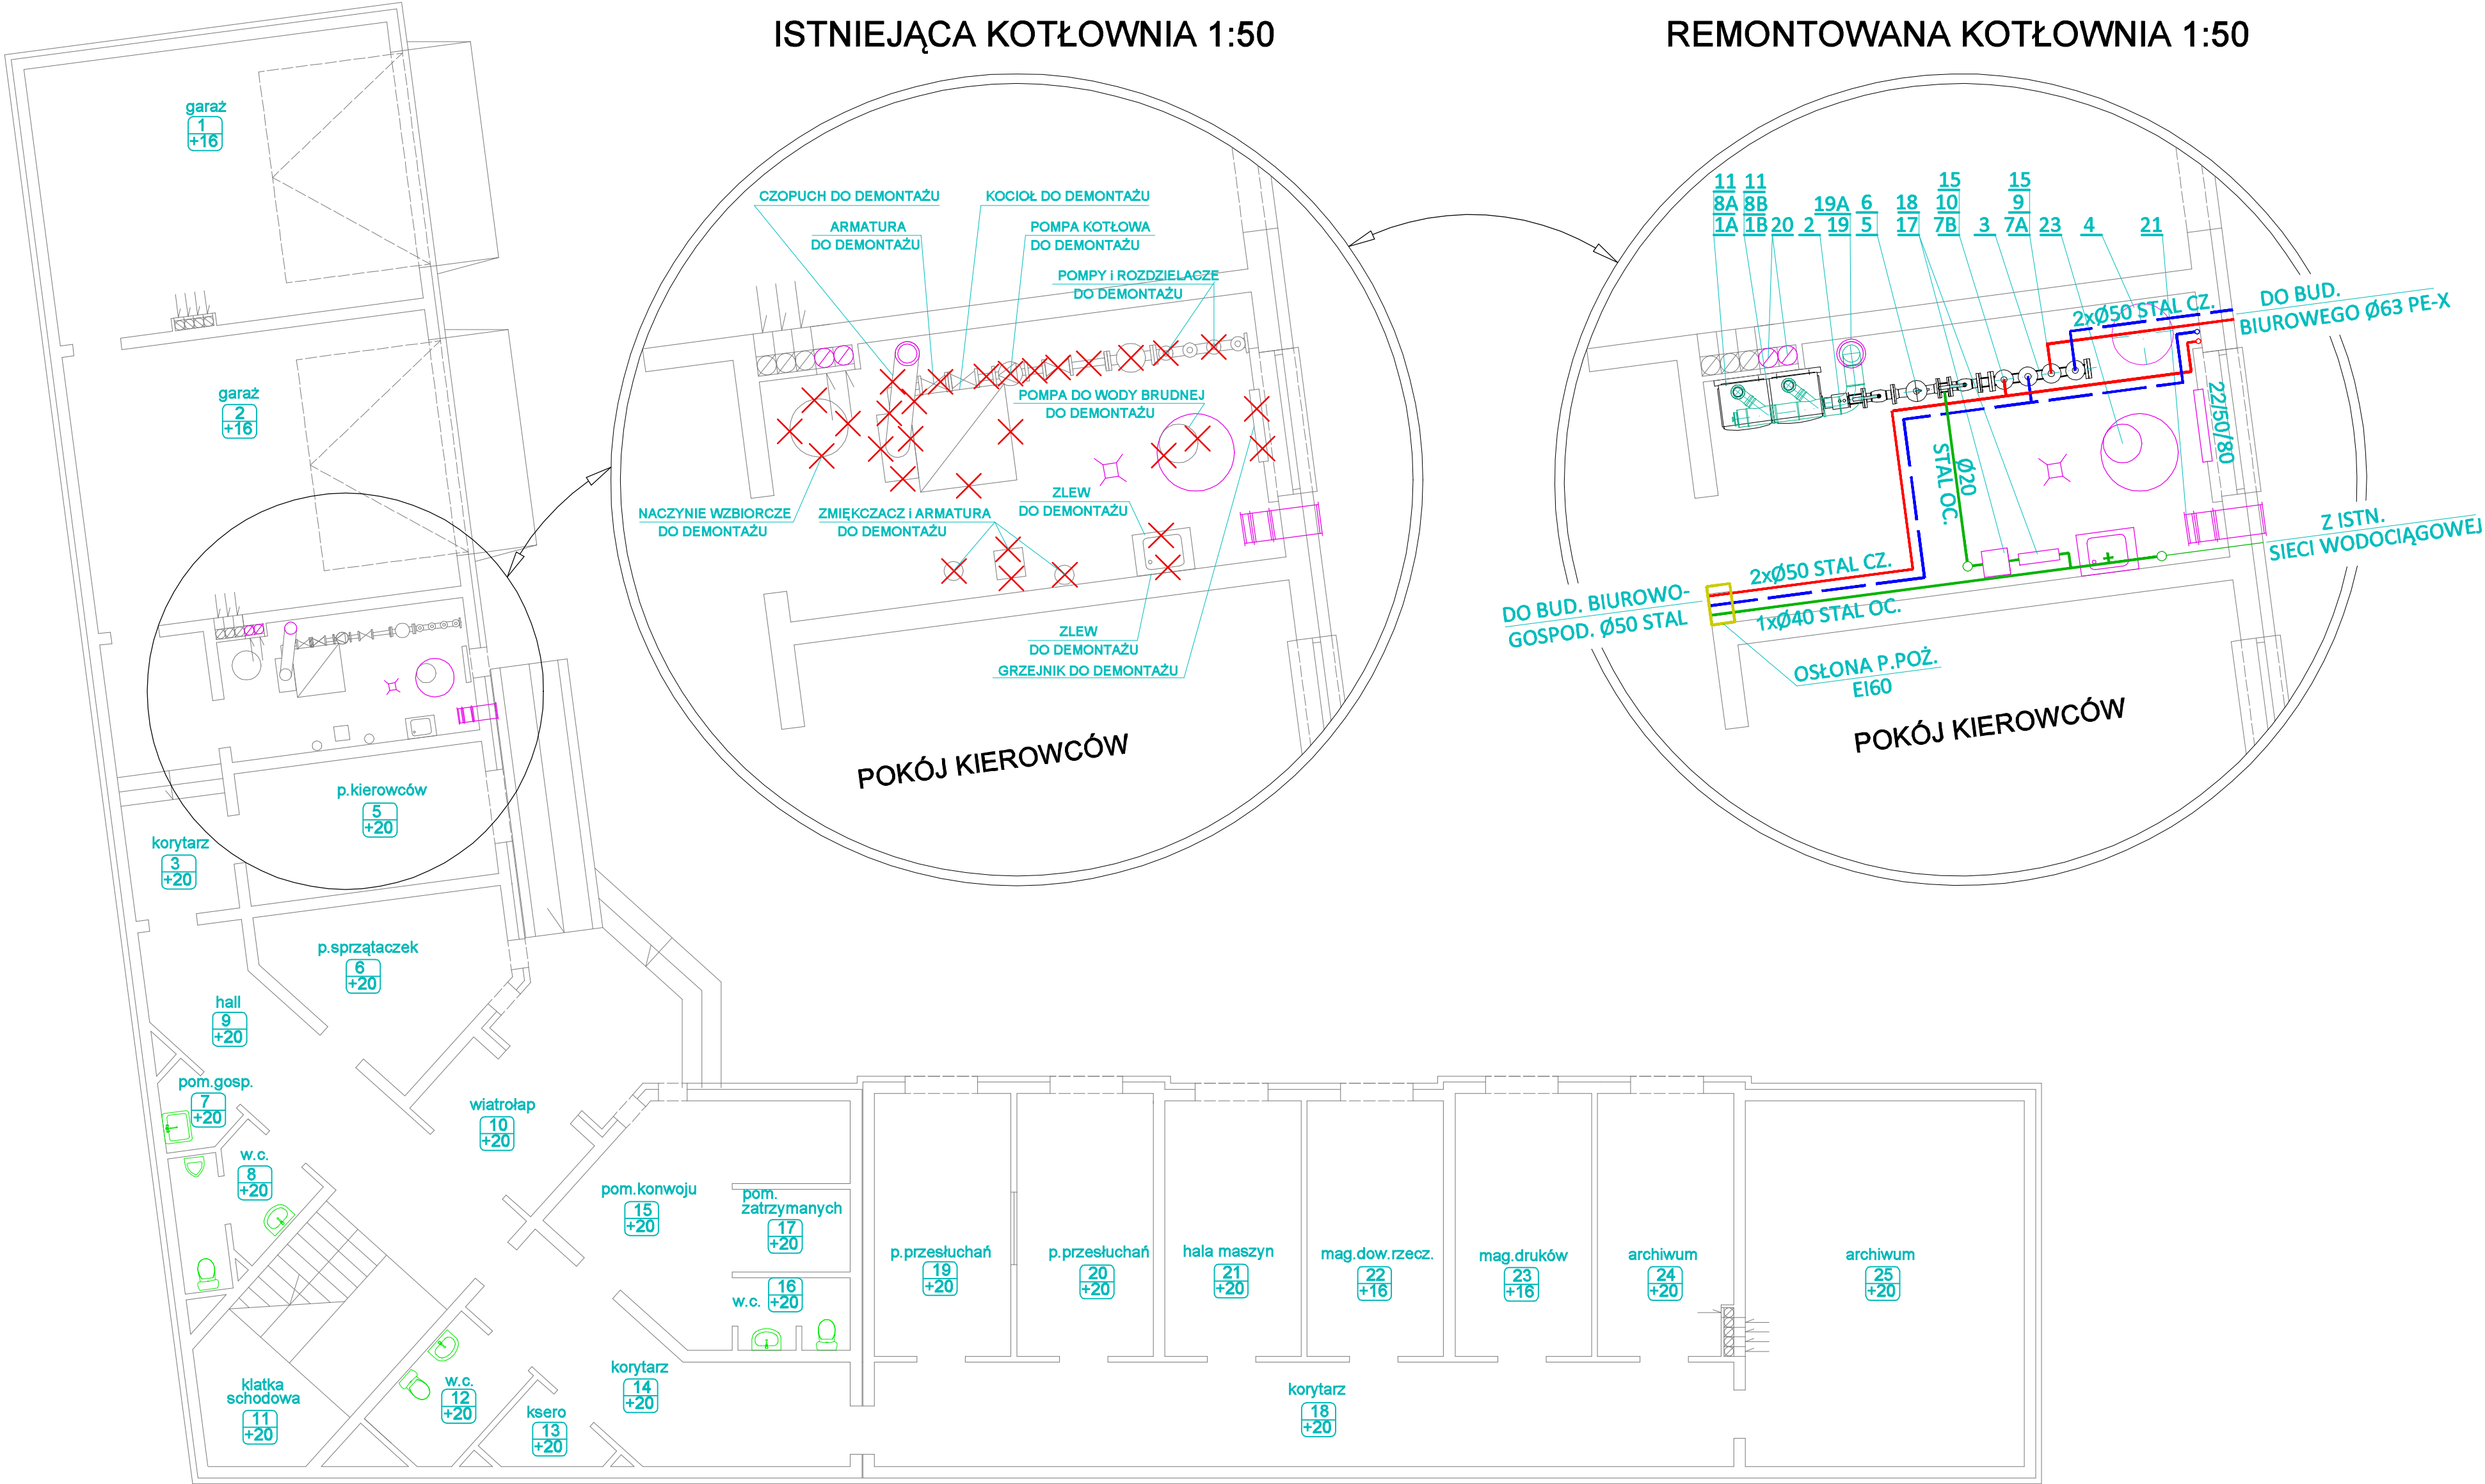 ISTNIEJĄCA KOTŁOWNIA 1:50
REMONTOWANA KOTŁOWNIA 1:50
garaż
1
+16
garaż
2
+16
p.kierowców
5
+20
korytarz
3
+20
p.sprzątaczek
6
+20
hall
9
+20
pom.gosp.
7
+20
w.c.
8
+20
wiatrołap
10
+20
klatka
schodowa
11
+20
w.c.
12
+20
ksero
13
+20
korytarz
14
+20
pom.konwoju
15
+20
pom.
zatrzymanych
17
+20
w.c.
16
+20
p.przesłuchań
19
+20
p.przesłuchań
20
+20
hala maszyn
21
+20
mag.dow.rzecz.
22
+16
mag.druków
23
+16
archiwum
24
+20
archiwum
25
+20
korytarz
18
+20
CZOPUCH DO DEMONTAŻU
KOCIOŁ DO DEMONTAŻU
ARMATURA
DO DEMONTAŻU
POMPA KOTŁOWA
DO DEMONTAŻU
POMPY i ROZDZIELACZE
DO DEMONTAŻU
POMPA DO WODY BRUDNEJ
DO DEMONTAŻU
NACZYNIE WZBIORCZE
DO DEMONTAŻU
ZMIĘKCZACZ i ARMATURA
DO DEMONTAŻU
ZLEW
DO DEMONTAŻU
ZLEW
DO DEMONTAŻU
GRZEJNIK DO DEMONTAŻU
POKÓJ KIEROWCÓW
11 11 15 15
8A 8B 19A 6 18 10 9
1A 1B 20 2 19 5 17 7B 3 7A 23 4 21
2xØ50 STAL CZ.
DO BUD.
BIUROWEGO Ø63 PE-X
22/50/80
Ø20
STAL OC.
Z ISTN.
SIECI WODOCIĄGOWEJ
2xØ50 STAL CZ.
1xØ40 STAL OC.
DO BUD. BIUROWO-
GOSPOD. Ø50 STAL
OSŁONA P.POŻ.
EI60
POKÓJ KIEROWCÓW